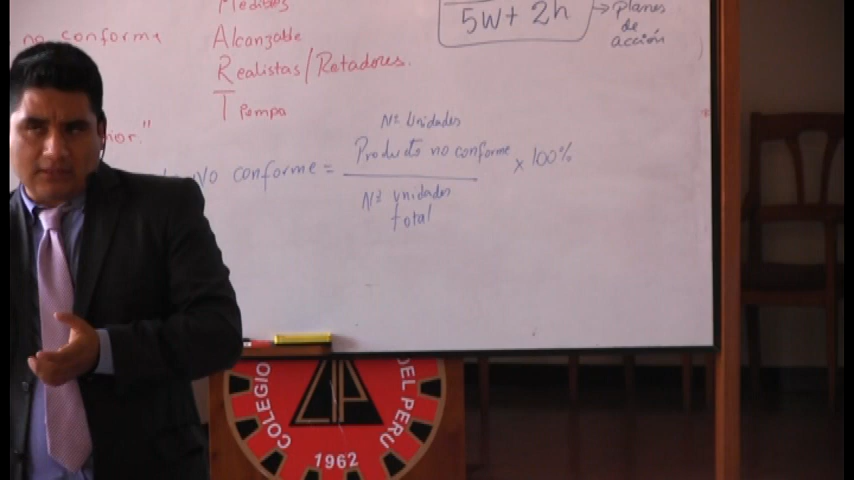 Medibles
5W + 2h
planes
de
acción
no conforme
Alcanzable
Realistas/Retadores.
Tiempo
Nº Unidades
Producto no conforme
No conforme =
x 100%
Nº unidades
total
COLEGIO
DEL PERU
CIP
1962